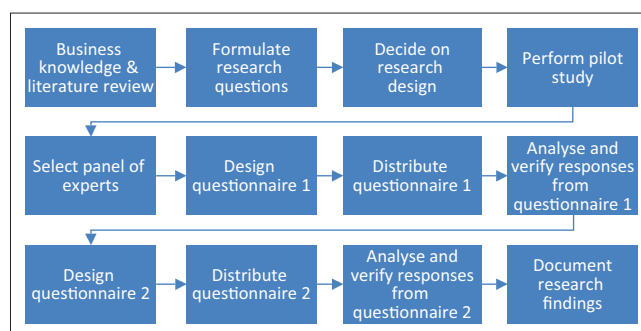 Business
knowledge &
literature review
Formulate
research
questions
Decide on
research
design
Perform pilot
study
Select panel of
experts
Design
questionnaire 1
Distribute
questionnaire 1
Analyse and
verify responses
from
questionnaire 1
Design
questionnaire 2
Distribute
questionnaire 2
Analyse and
verify responses
from
questionnaire 2
Document
research
findings